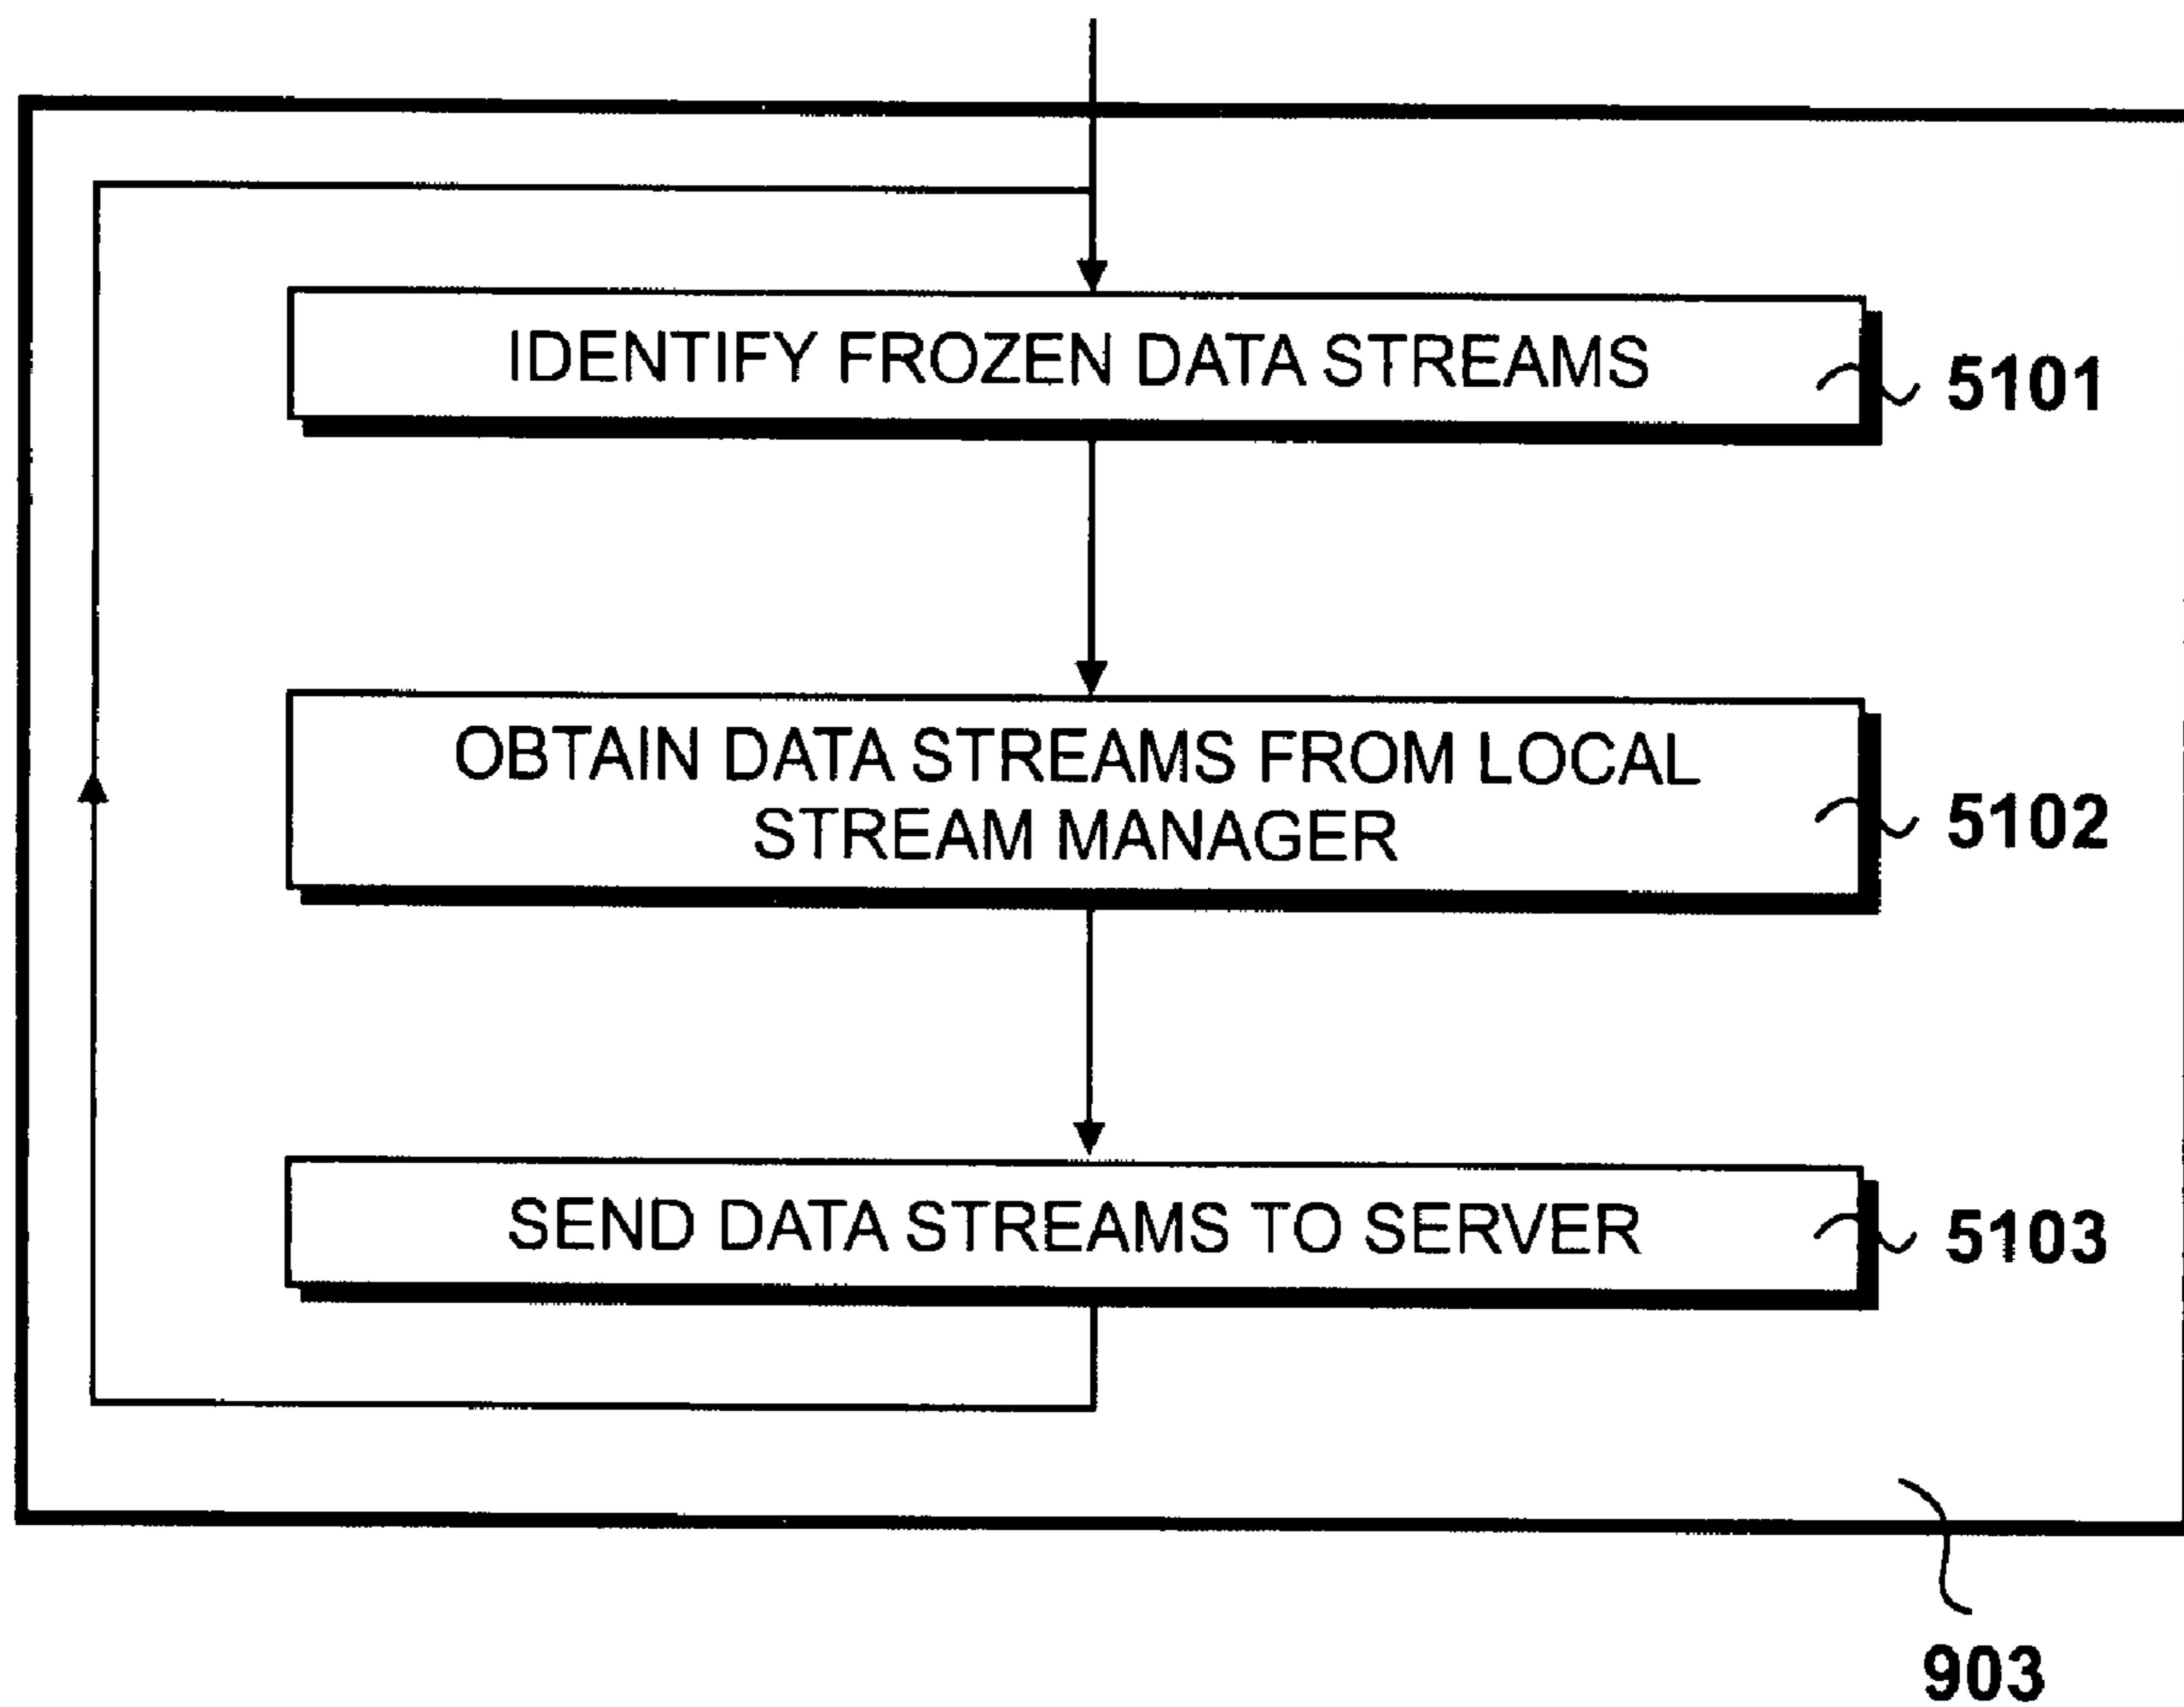 IDENTIFY FROZEN DATA STREAMS
5101
OBTAIN DATA STREAMS FROM LOCAL
STREAM MANAGER
5102
SEND DATA STREAMS TO SERVER
5103
903